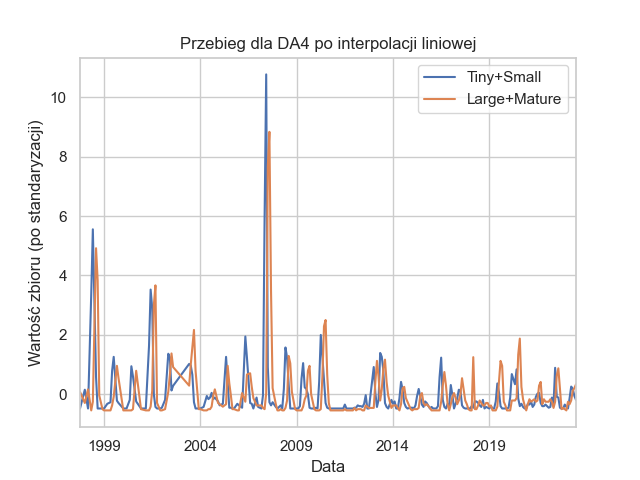 Przebieg dla DA4 po interpolacji liniowej
Tiny+Small
Large+Mature
Wartość zbioru (po standaryzacji)
10
8
6
4
2
0
1999
2004
2009
2014
2019
Data